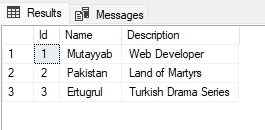 Results Messages
Id Name Description
1 1 Mutayyab Web Developer
2 2 Pakistan Land of Martyrs
3 3 Ertugrul Turkish Drama Series